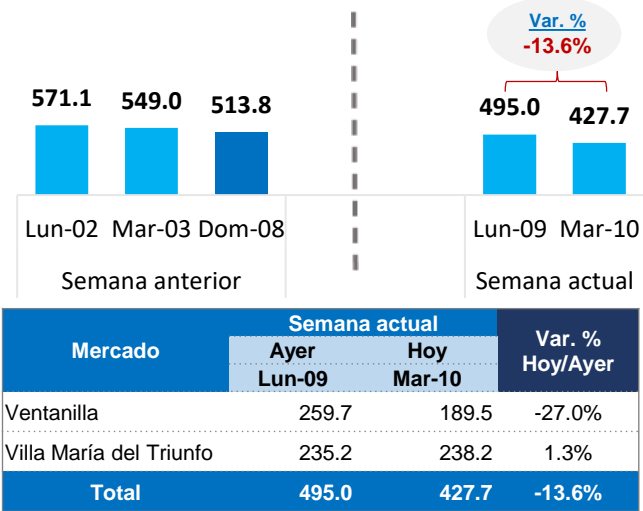 Var. %
-13.6%
571.1 549.0 513.8 495.0 427.7
Lun-02 Mar-03 Dom-08 Lun-09 Mar-10
Semana anterior Semana actual
Mercado Semana actual Var. % Hoy/Ayer
Ayer Hoy
Lun-09 Mar-10
Ventanilla 259.7 189.5 -27.0%
Villa María del Triunfo 235.2 238.2 1.3%
Total 495.0 427.7 -13.6%